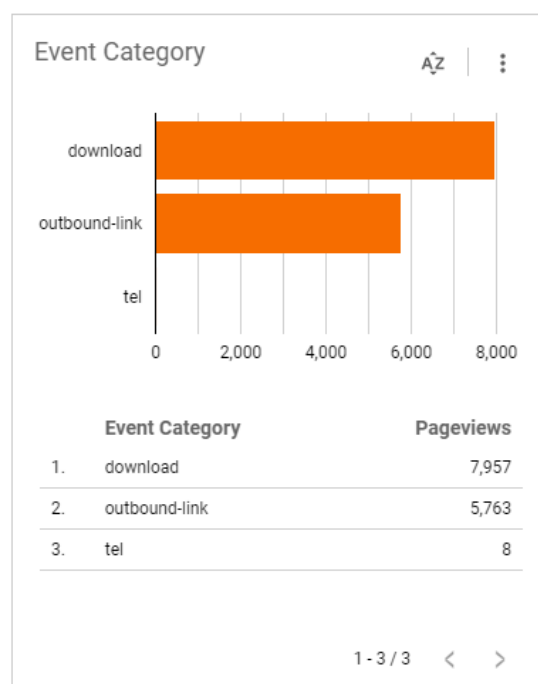 Event Category
AZ
download
outbound-link
tel
0 2,000 4,000 6,000 8,000
Event Category Pageviews
1. download 7,957
2. outbound-link 5,763
3. tel 8
1 - 3 / 3